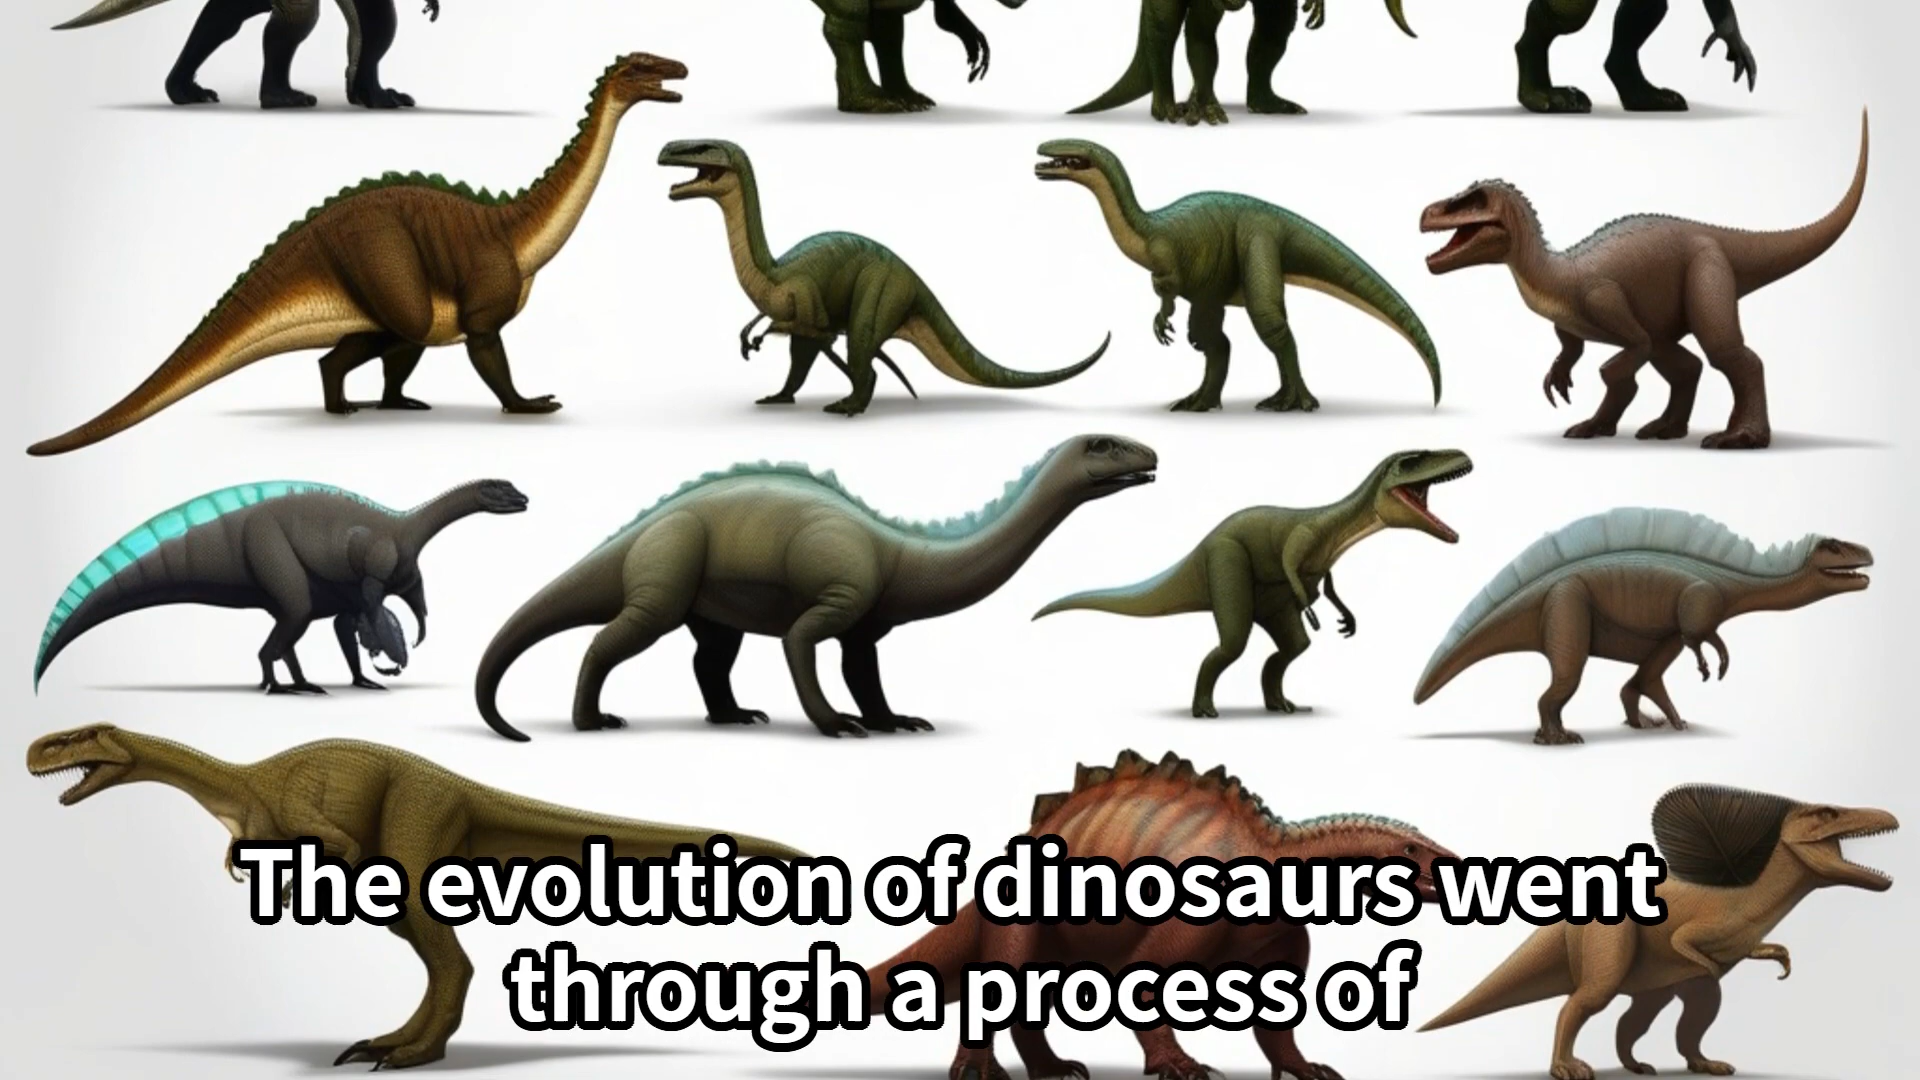 The evolution of dinosaurs went
through a process of